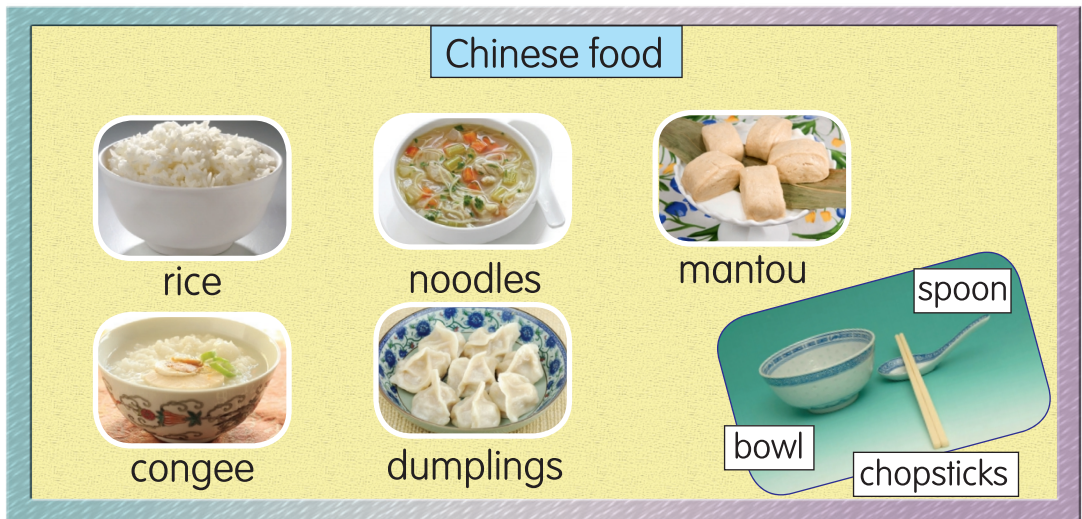 Chinese food
rice
noodles
mantou
congee
dumplings
spoon
bowl
chopsticks